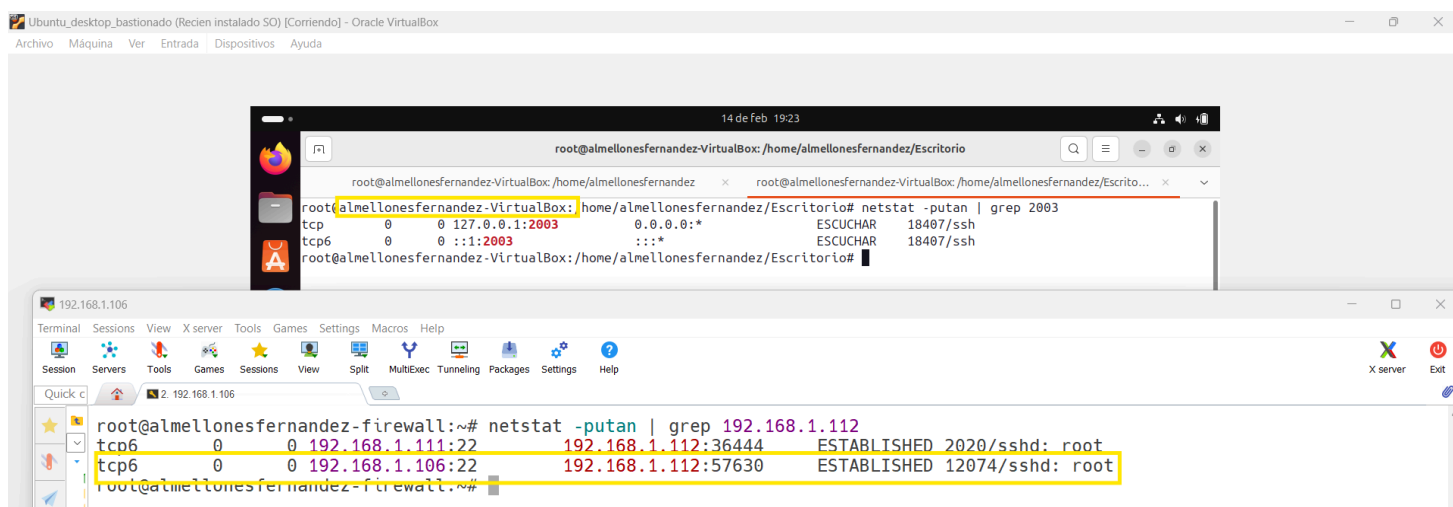 Ubuntu_desktop_bastionado (Recien instalado SO) [Corriendo] - Oracle VirtualBox
Archivo Máquina Ver Entrada Dispositivos Ayuda
14 de feb 19:23
root@almellonesfernandez-VirtualBox: /home/almellonesfernandez/Escritorio
root@almellonesfernandez-VirtualBox: /home/almellonesfernandez × root@almellonesfernandez-VirtualBox: /home/almellonesfernandez/Escrito... ×
root@almellonesfernandez-VirtualBox:/home/almellonesfernandez/Escritorio# netstat -putan | grep 2003
tcp 0 0 127.0.0.1:2003 0.0.0.0:* ESCUCHAR 18407/ssh
tcp6 0 0 ::1:2003 :::* ESCUCHAR 18407/ssh
root@almellonesfernandez-VirtualBox:/home/almellonesfernandez/Escritorio#
192.168.1.106
Terminal Sessions View X server Tools Games Settings Macros Help
Session Servers Tools Games Sessions View Split MultiExec Tunneling Packages Settings Help X server Exit
Quick c 2. 192.168.1.106
root@almellonesfernandez-firewall:~# netstat -putan | grep 192.168.1.112
tcp6 0 0 192.168.1.111:22 192.168.1.112:36444 ESTABLISHED 2020/sshd: root
tcp6 0 0 192.168.1.106:22 192.168.1.112:57630 ESTABLISHED 12074/sshd: root
root@almellonesfernandez-firewall:~#